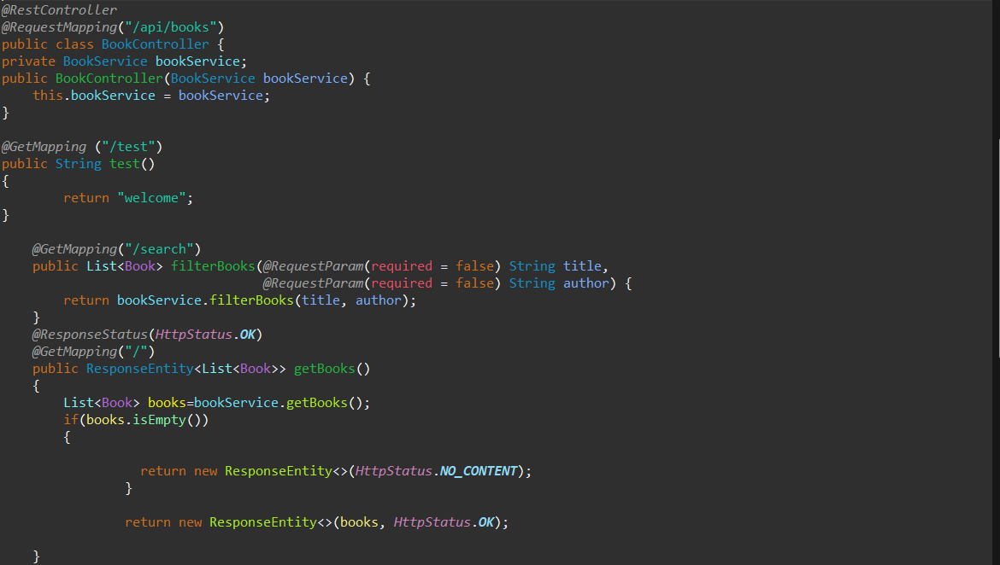 @RestController
@RequestMapping("/api/books")
public class BookController {
private BookService bookService;
public BookController(BookService bookService) {
    this.bookService = bookService;
}

@GetMapping ("/test")
public String test()
{
        return "welcome";
}

    @GetMapping("/search")
    public List<Book> filterBooks(@RequestParam(required = false) String title,
                                  @RequestParam(required = false) String author) {
        return bookService.filterBooks(title, author);
    }
    @ResponseStatus(HttpStatus.OK)
    @GetMapping("/")
    public ResponseEntity<List<Book>> getBooks()
    {
        List<Book> books=bookService.getBooks();
        if(books.isEmpty())
        {

                  return new ResponseEntity<>(HttpStatus.NO_CONTENT);
                }

                return new ResponseEntity<>(books, HttpStatus.OK);

    }